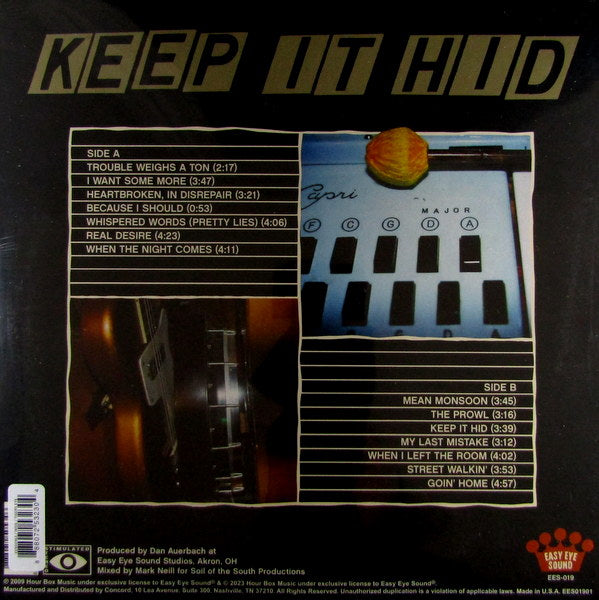 KEEP IT HID
SIDE A
TROUBLE WEIGHS A TON (2:17)
I WANT SOME MORE (3:47)
HEARTBROKEN, IN DISREPAIR (3:21)
BECAUSE I SHOULD (0:53)
WHISPERED WORDS (PRETTY LIES) (4:06)
REAL DESIRE (4:23)
WHEN THE NIGHT COMES (4:11)
Capri
MAJOR
F C G D A
SIDE B
MEAN MONSOON (3:45)
THE PROWL (3:16)
KEEP IT HID (3:39)
MY LAST MISTAKE (3:12)
WHEN I LEFT THE ROOM (4:02)
STREET WALKIN' (3:53)
GOIN' HOME (4:57)
STIMULATED
Produced by Dan Auerbach at
Easy Eye Sound Studios, Akron, OH
Mixed by Mark Neill for Soil of the South Productions
EASY EYE
SOUND
EES-019
℗ 2009 Hour Box Music under exclusive license to Easy Eye Sound® & © 2023 Hour Box Music under exclusive license to Easy Eye Sound®.
Manufactured and Distributed by Concord, 10 Lea Avenue, Suite 300, Nashville, TN 37210. All Rights Reserved. Unauthorized duplication is a violation of applicable laws. Made in U.S.A. EES01901